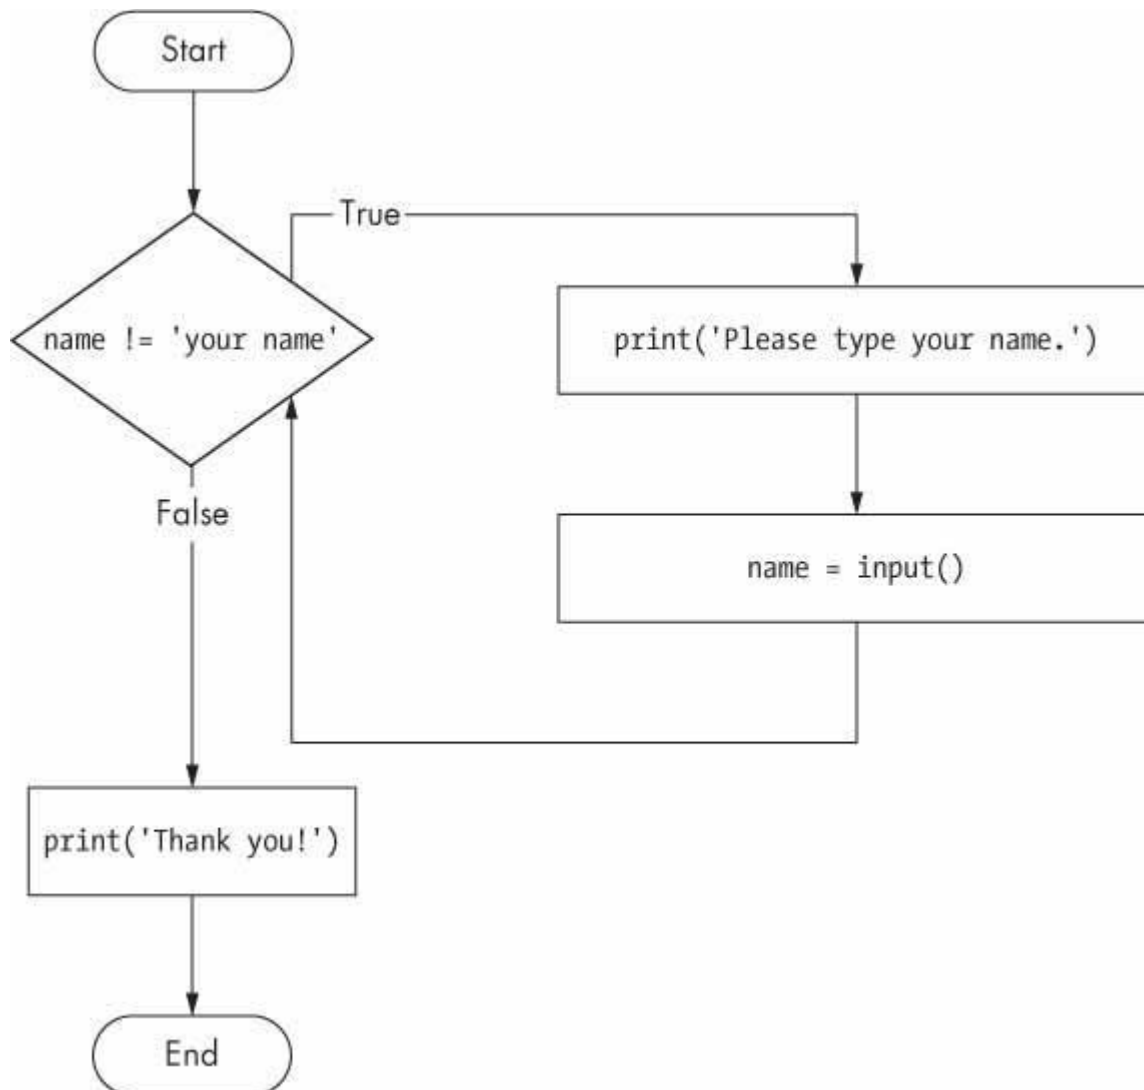 Start
True
name != 'your name'
print('Please type your name.')
False
name = input()
print('Thank you!')
End